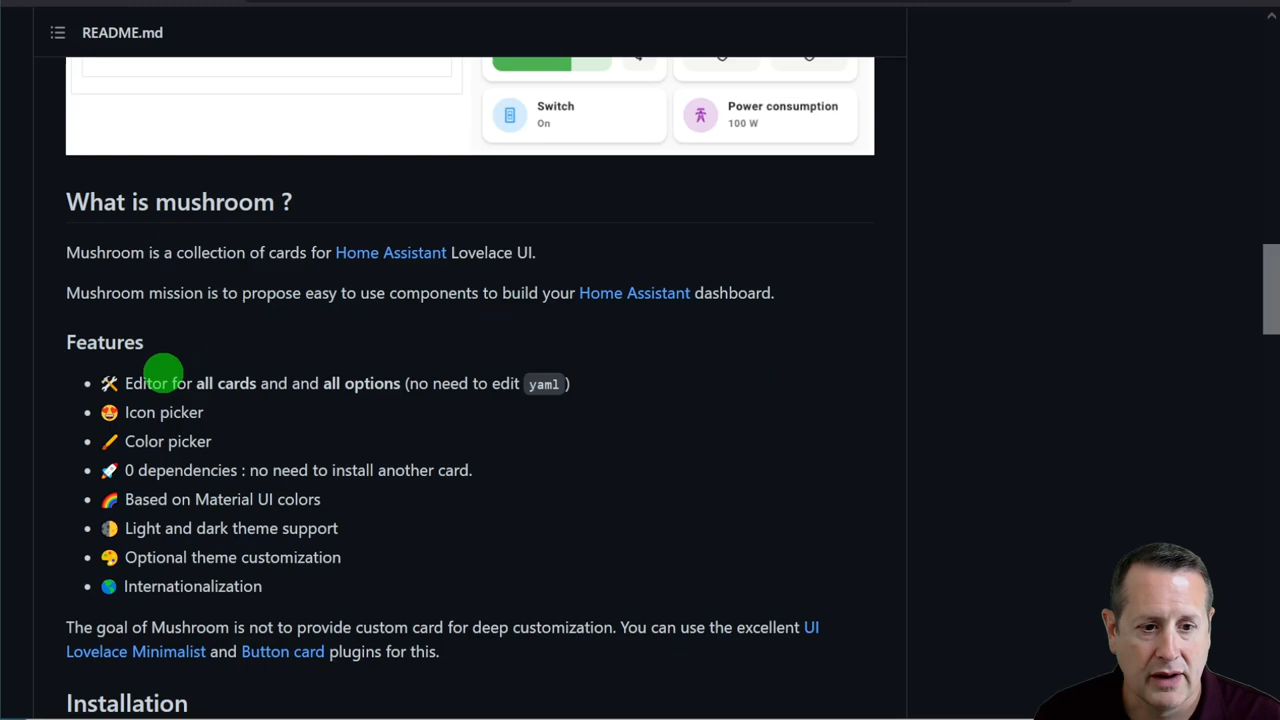 README.md
Switch
On
Power consumption
100 W
What is mushroom ?
Mushroom is a collection of cards for Home Assistant Lovelace UI.
Mushroom mission is to propose easy to use components to build your Home Assistant dashboard.
Features
Editor for all cards and and all options (no need to edit yaml)
Icon picker
Color picker
0 dependencies : no need to install another card.
Based on Material UI colors
Light and dark theme support
Optional theme customization
Internationalization
The goal of Mushroom is not to provide custom card for deep customization. You can use the excellent UI
Lovelace Minimalist and Button card plugins for this.
Installation